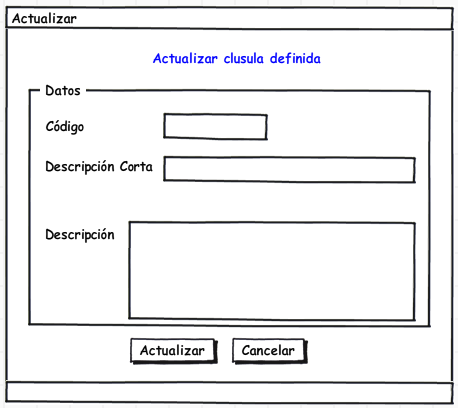 Actualizar
Actualizar clusula definida
Datos
Código
Descripción Corta
Descripción
Actualizar Cancelar